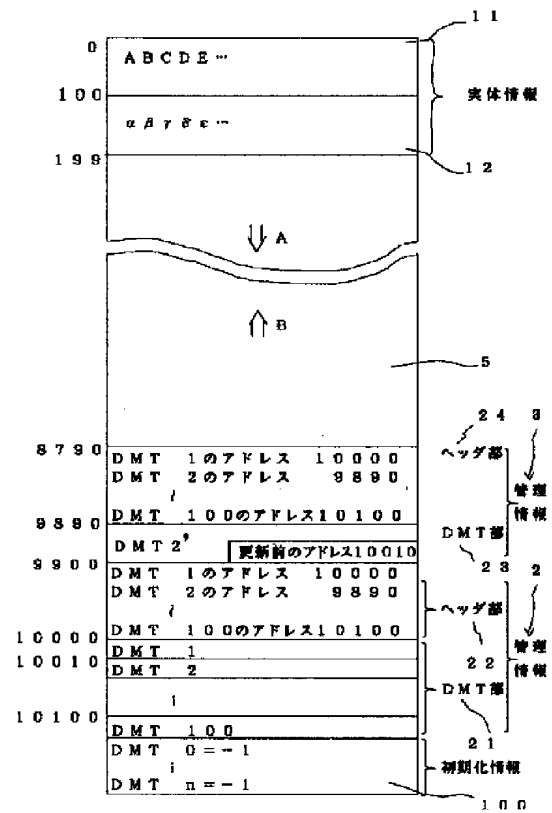 11
0
ABCDE…
100
実体情報
αβγδε…
199
12
A
B
5
24
3
8790
DMT 1のアドレス 10000
ヘッダ部
DMT 2のアドレス 9890
管理
情報
DMT 100のアドレス10100
9890
DMT部
DMT2'
更新前のアドレス10010
9900
23
2
DMT 1のアドレス 10000
DMT 2のアドレス 9890
ヘッダ部
DMT 100のアドレス10100
10000
DMT 1
22
管理
10010
DMT 2
情報
DMT部
10100
DMT 100
21
DMT 0=-1
初期化情報
DMT n=-1
100